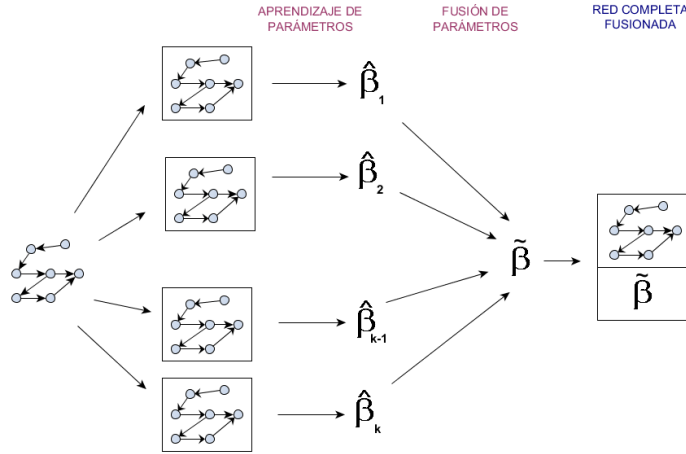 APRENDIZAJE DE
PARÁMETROS
FUSIÓN DE
PARÁMETROS
RED COMPLETA
FUSIONADA
β̂₁
β̂₂
β̂ₖ₋₁
β̂ₖ
β̃
β̃